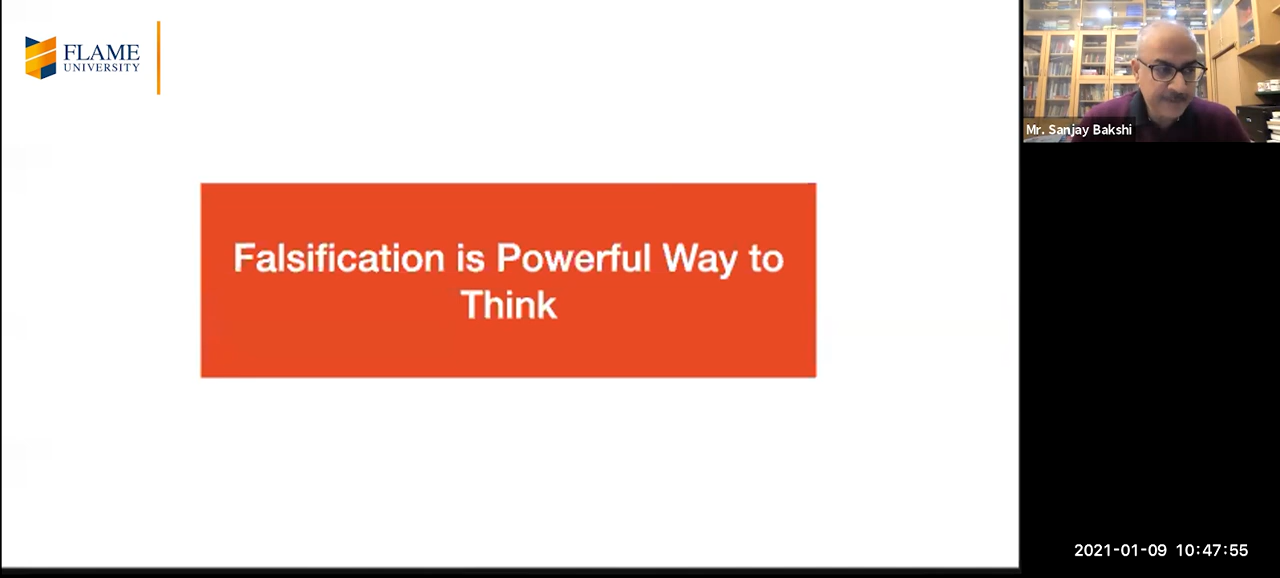 FLAME
UNIVERSITY
Falsification is Powerful Way to
Think
Mr. Sanjay Bakshi
2021-01-09 10:47:55